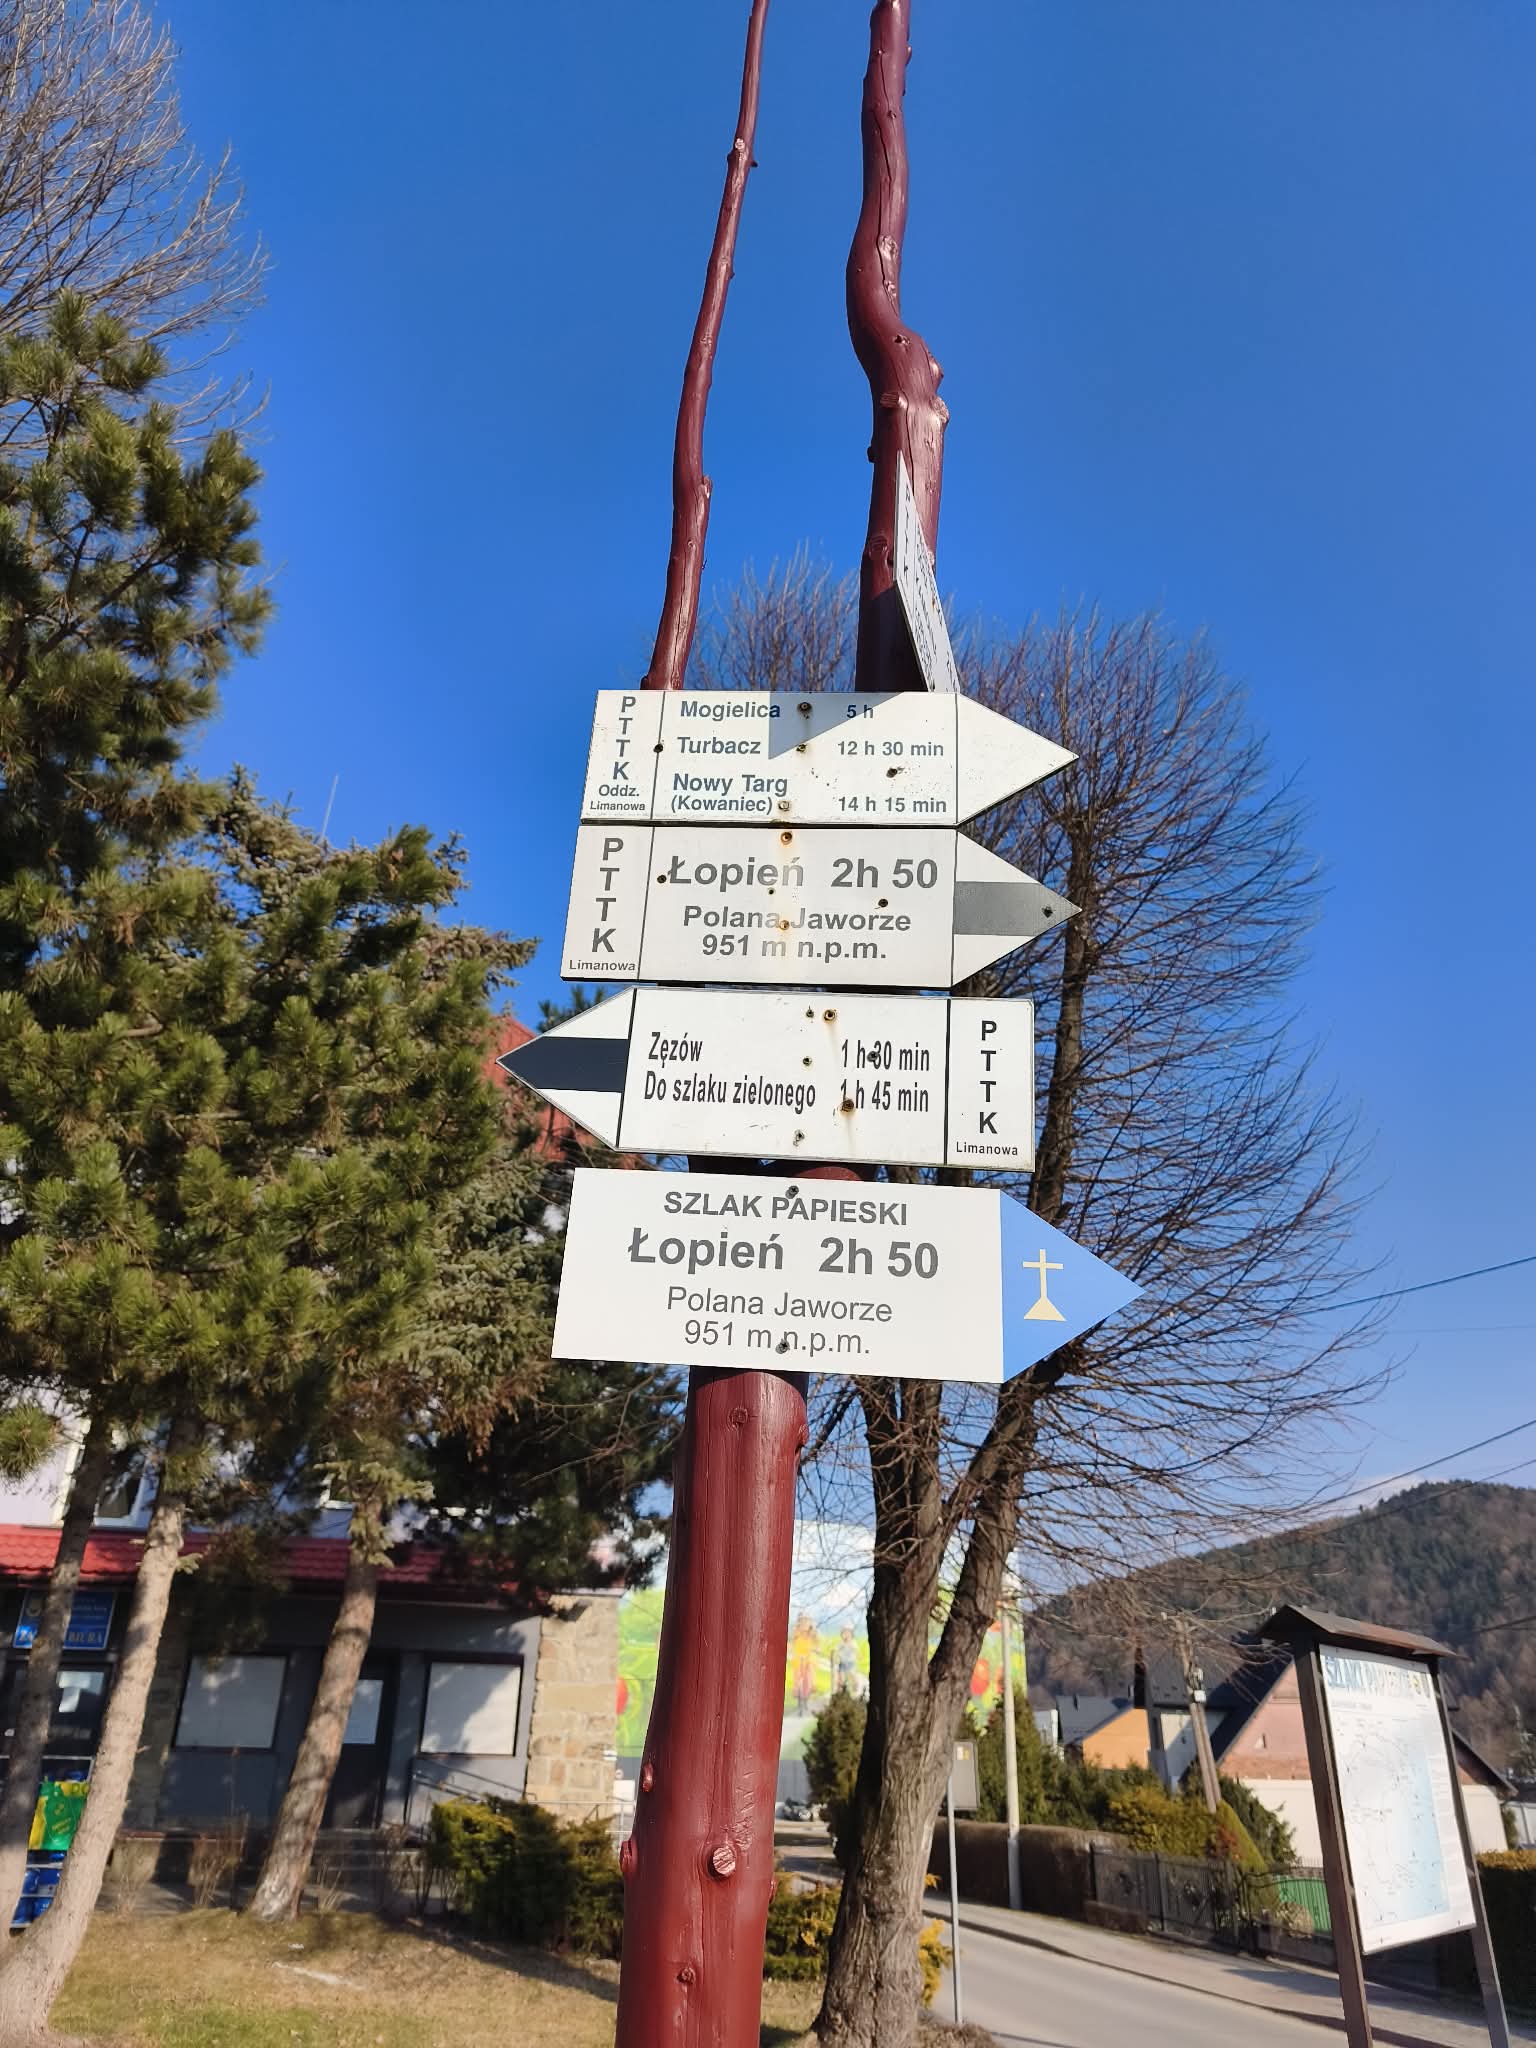 PTTK
Oddz.
Limanowa
Mogielica 5 h
Turbacz 12 h 30 min
Nowy Targ
(Kowaniec) 14 h 15 min
PTTK
Limanowa
Łopień 2h 50
Polana Jaworze
951 m n.p.m.
Zęzów 1 h 30 min
Do szlaku zielonego 1 h 45 min
PTTK
Limanowa
SZLAK PAPIESKI
Łopień 2h 50
Polana Jaworze
951 m n.p.m.